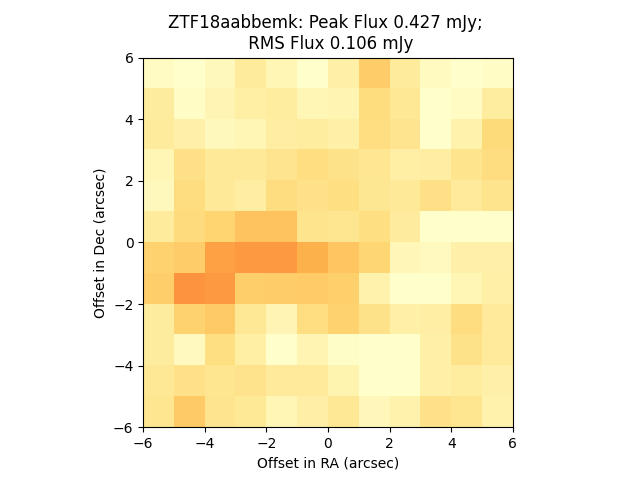 ZTF18aabbemk: Peak Flux 0.427 mJy;
RMS Flux 0.106 mJy
6
4
2
0
−2
−4
−6
Offset in Dec (arcsec)
−6 −4 −2 0 2 4 6
Offset in RA (arcsec)